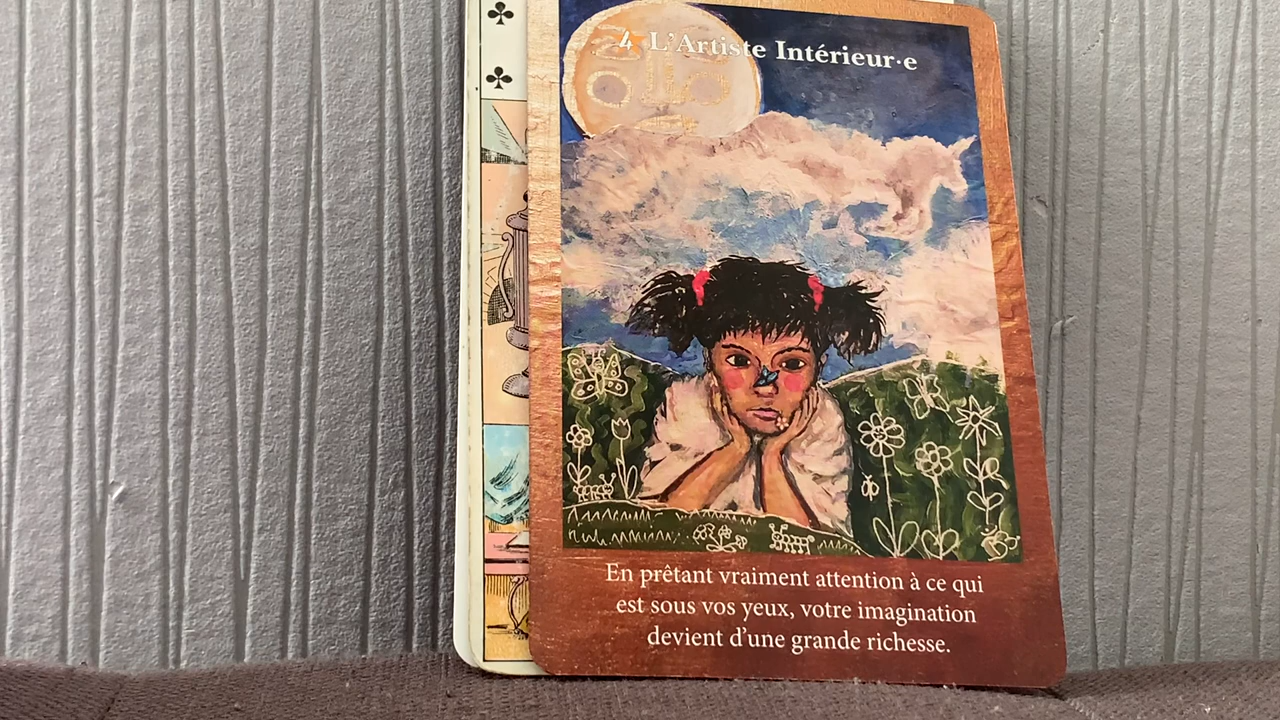 4 L'Artiste Intérieur·e
En prêtant vraiment attention à ce qui
est sous vos yeux, votre imagination
devient d'une grande richesse.